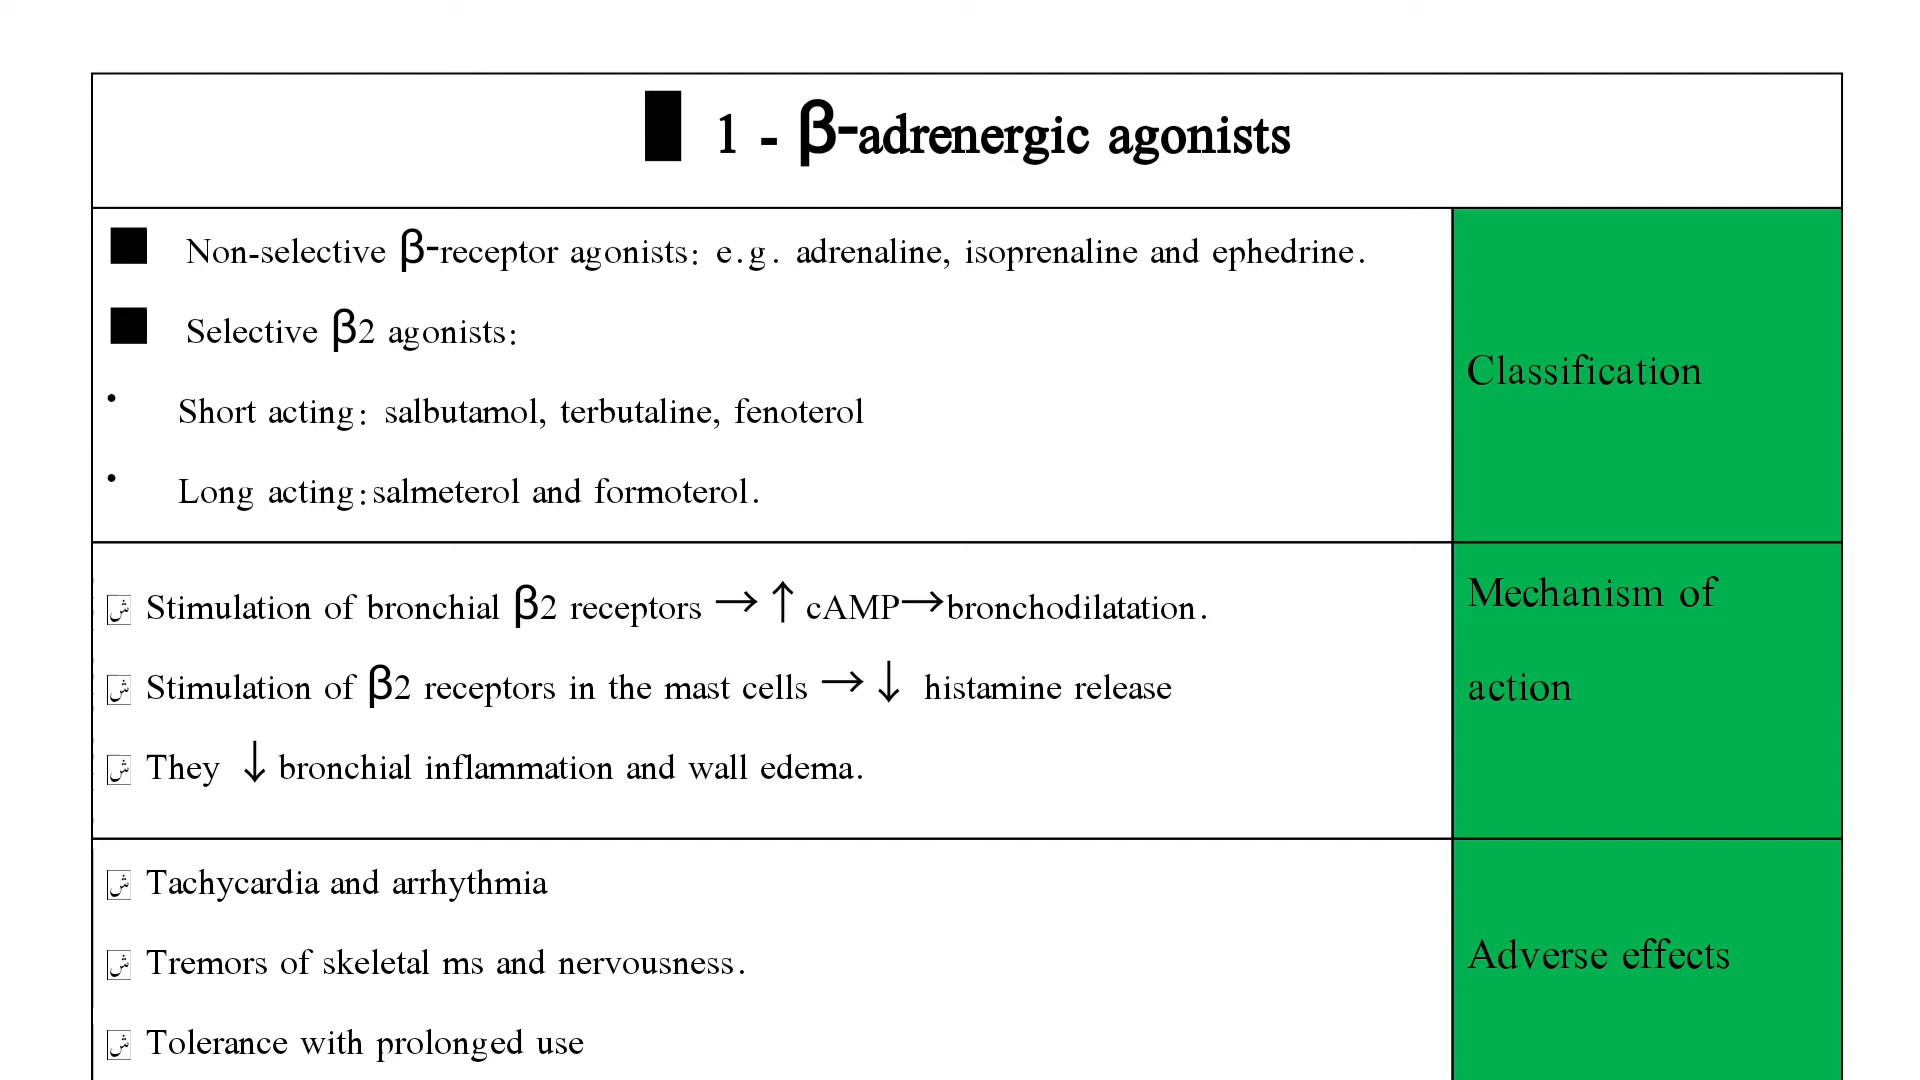 1 - β-adrenergic agonists
Non-selective β-receptor agonists: e.g. adrenaline, isoprenaline and ephedrine.
Selective β2 agonists:
• Short acting: salbutamol, terbutaline, fenoterol
• Long acting:salmeterol and formoterol.
Classification
ش Stimulation of bronchial β2 receptors → ↑ cAMP→bronchodilatation.
ش Stimulation of β2 receptors in the mast cells → ↓ histamine release
ش They ↓ bronchial inflammation and wall edema.
Mechanism of
action
ش Tachycardia and arrhythmia
ش Tremors of skeletal ms and nervousness.
ش Tolerance with prolonged use
Adverse effects